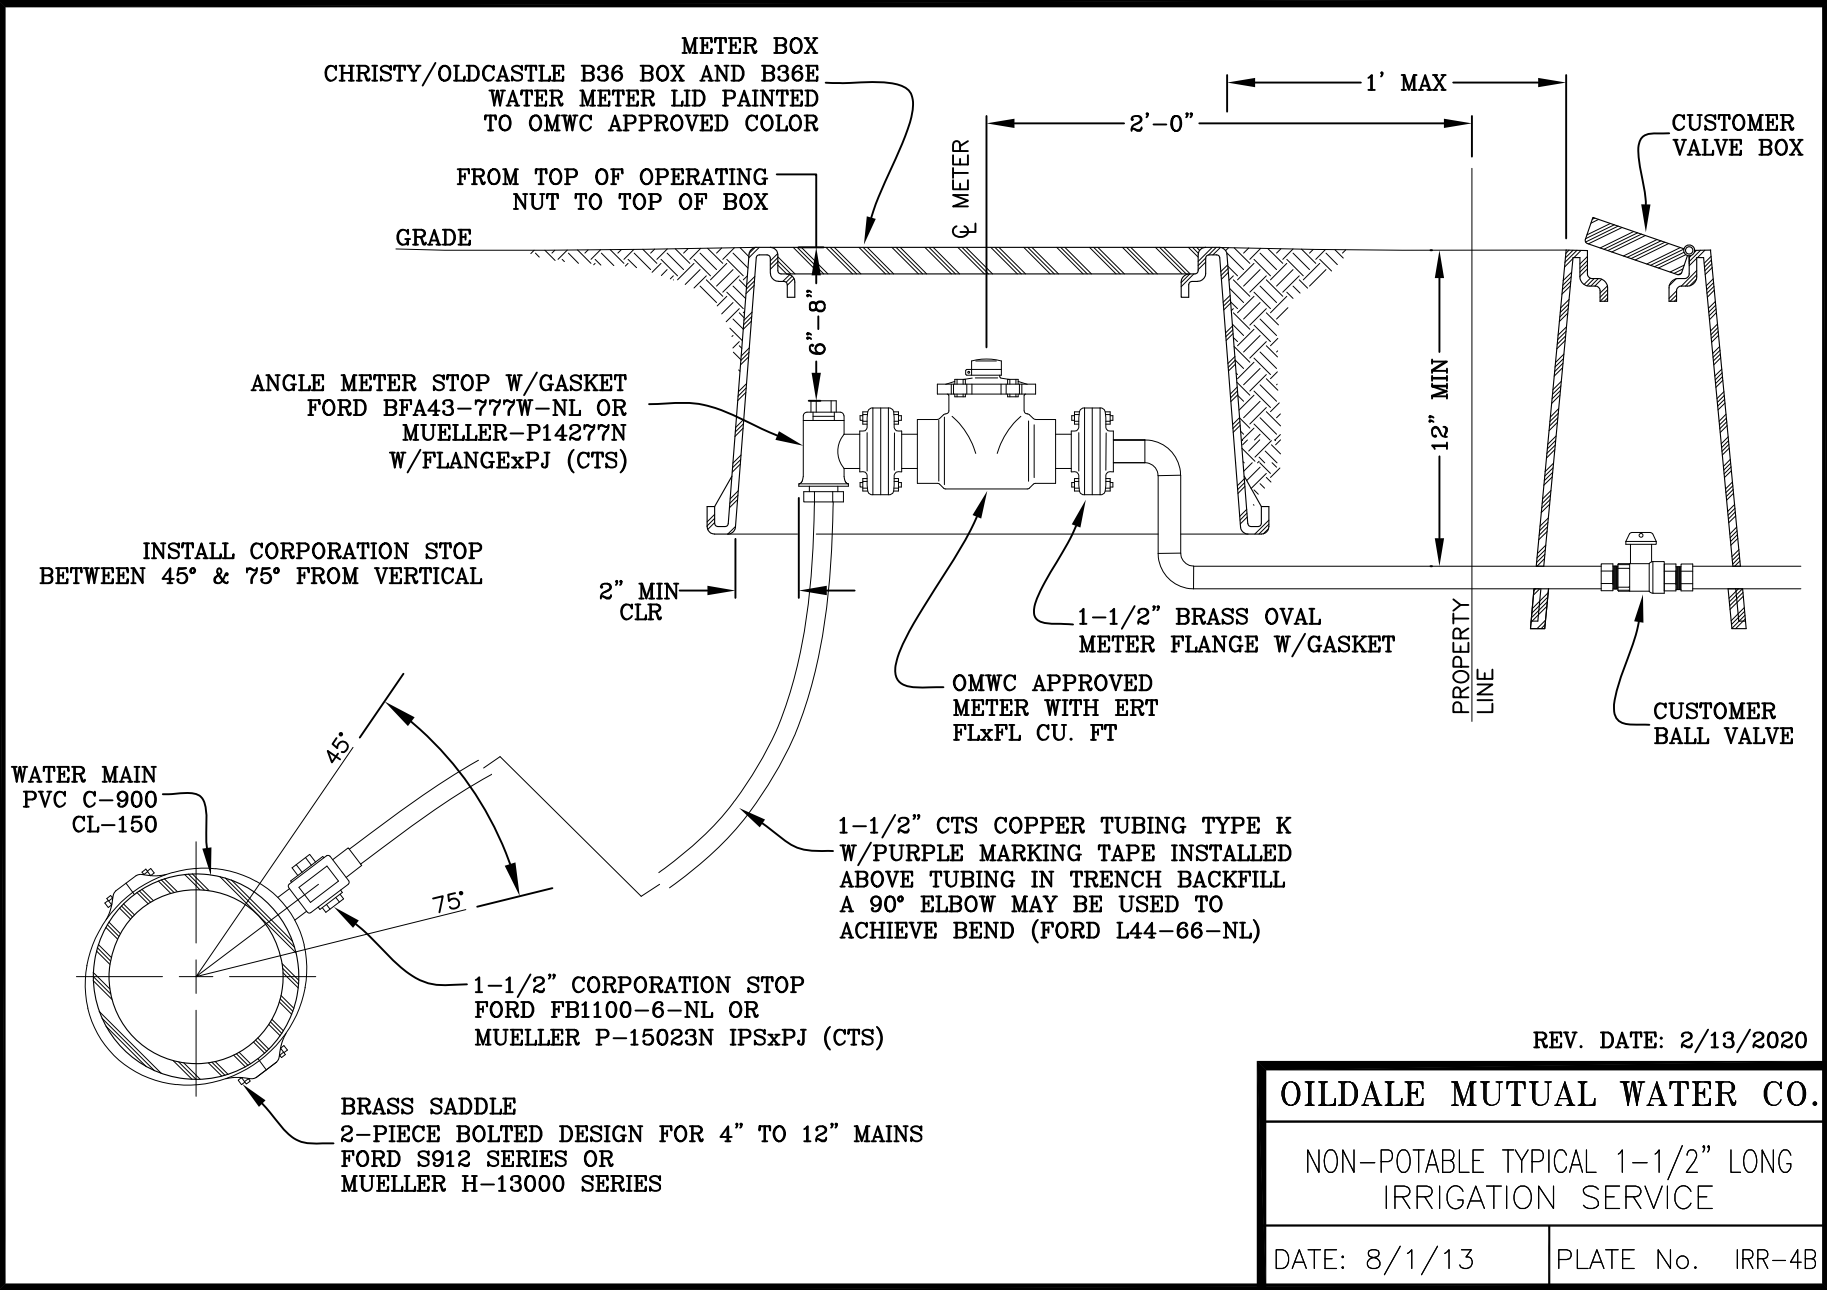 METER BOX
CHRISTY/OLDCASTLE B36 BOX AND B36E
WATER METER LID PAINTED
TO OMWC APPROVED COLOR
1' MAX
2'-0"
CUSTOMER
VALVE BOX
FROM TOP OF OPERATING
NUT TO TOP OF BOX
℄ METER
GRADE
6"-8"
12" MIN
ANGLE METER STOP W/GASKET
FORD BFA43-777W-NL OR
MUELLER-P14277N
W/FLANGExPJ (CTS)
INSTALL CORPORATION STOP
BETWEEN 45° & 75° FROM VERTICAL
2" MIN
CLR
1-1/2" BRASS OVAL
METER FLANGE W/GASKET
PROPERTY
LINE
OMWC APPROVED
METER WITH ERT
FLxFL CU. FT
CUSTOMER
BALL VALVE
45°
WATER MAIN
PVC C-900
CL-150
75°
1-1/2" CTS COPPER TUBING TYPE K
W/PURPLE MARKING TAPE INSTALLED
ABOVE TUBING IN TRENCH BACKFILL
A 90° ELBOW MAY BE USED TO
ACHIEVE BEND (FORD L44-66-NL)
1-1/2" CORPORATION STOP
FORD FB1100-6-NL OR
MUELLER P-15023N IPSxPJ (CTS)
BRASS SADDLE
2-PIECE BOLTED DESIGN FOR 4" TO 12" MAINS
FORD S912 SERIES OR
MUELLER H-13000 SERIES
REV. DATE: 2/13/2020
OILDALE MUTUAL WATER CO.
NON-POTABLE TYPICAL 1-1/2" LONG
IRRIGATION SERVICE
DATE: 8/1/13
PLATE No. IRR-4B